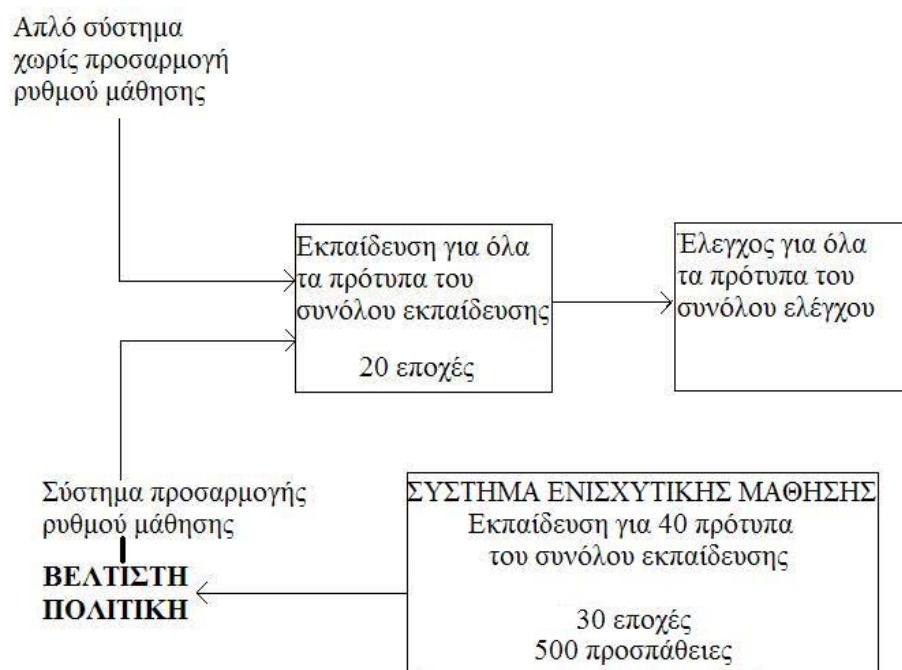 Απλό σύστημα
χωρίς προσαρμογή
ρυθμού μάθησης
Εκπαίδευση για όλα
τα πρότυπα του
συνόλου εκπαίδευσης
20 εποχές
Έλεγχος για όλα
τα πρότυπα του
συνόλου ελέγχου
Σύστημα προσαρμογής
ρυθμού μάθησης
ΒΕΛΤΙΣΤΗ
ΠΟΛΙΤΙΚΗ
ΣΥΣΤΗΜΑ ΕΝΙΣΧΥΤΙΚΗΣ ΜΑΘΗΣΗΣ
Εκπαίδευση για 40 πρότυπα
του συνόλου εκπαίδευσης
30 εποχές
500 προσπάθειες